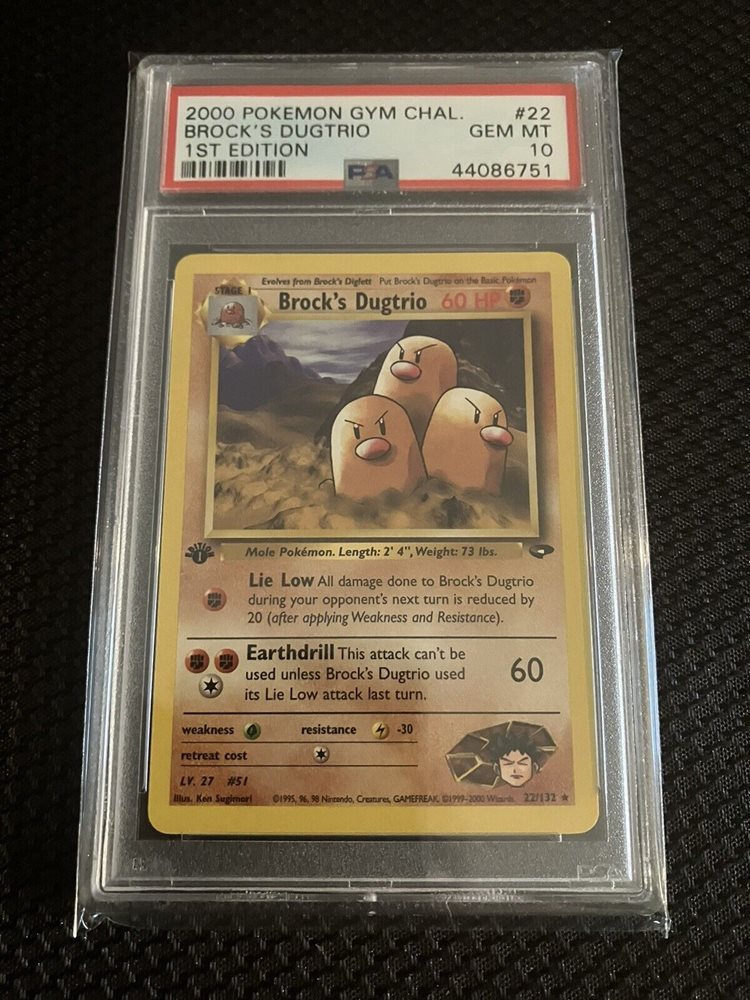 2000 POKEMON GYM CHAL. #22
BROCK'S DUGTRIO GEM MT
1ST EDITION 10
PSA 44086751
Evolves from Brock's Diglett Put Brock's Dugtrio on the Basic Pokémon
STAGE 1
Brock's Dugtrio 60 HP
EDITION
1
Mole Pokémon. Length: 2' 4", Weight: 73 lbs.
Lie Low All damage done to Brock's Dugtrio
during your opponent's next turn is reduced by
20 (after applying Weakness and Resistance).
Earthdrill This attack can't be
used unless Brock's Dugtrio used
its Lie Low attack last turn.
60
weakness resistance -30
retreat cost
LV. 27 #51
Illus. Ken Sugimori ©1995, 96, 98 Nintendo, Creatures, GAMEFREAK. ©1999-2000 Wizards. 22/132 ★